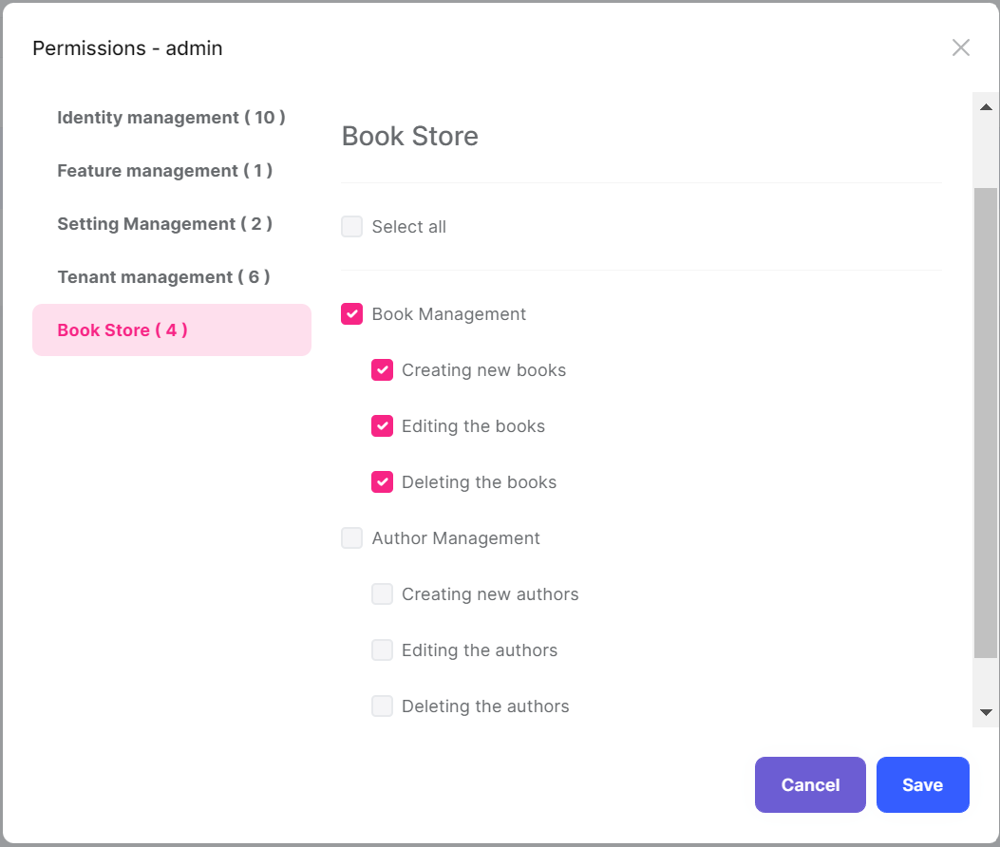 Permissions - admin
Identity management ( 10 )
Feature management ( 1 )
Setting Management ( 2 )
Tenant management ( 6 )
Book Store ( 4 )
Book Store
Select all
Book Management
Creating new books
Editing the books
Deleting the books
Author Management
Creating new authors
Editing the authors
Deleting the authors
Cancel
Save